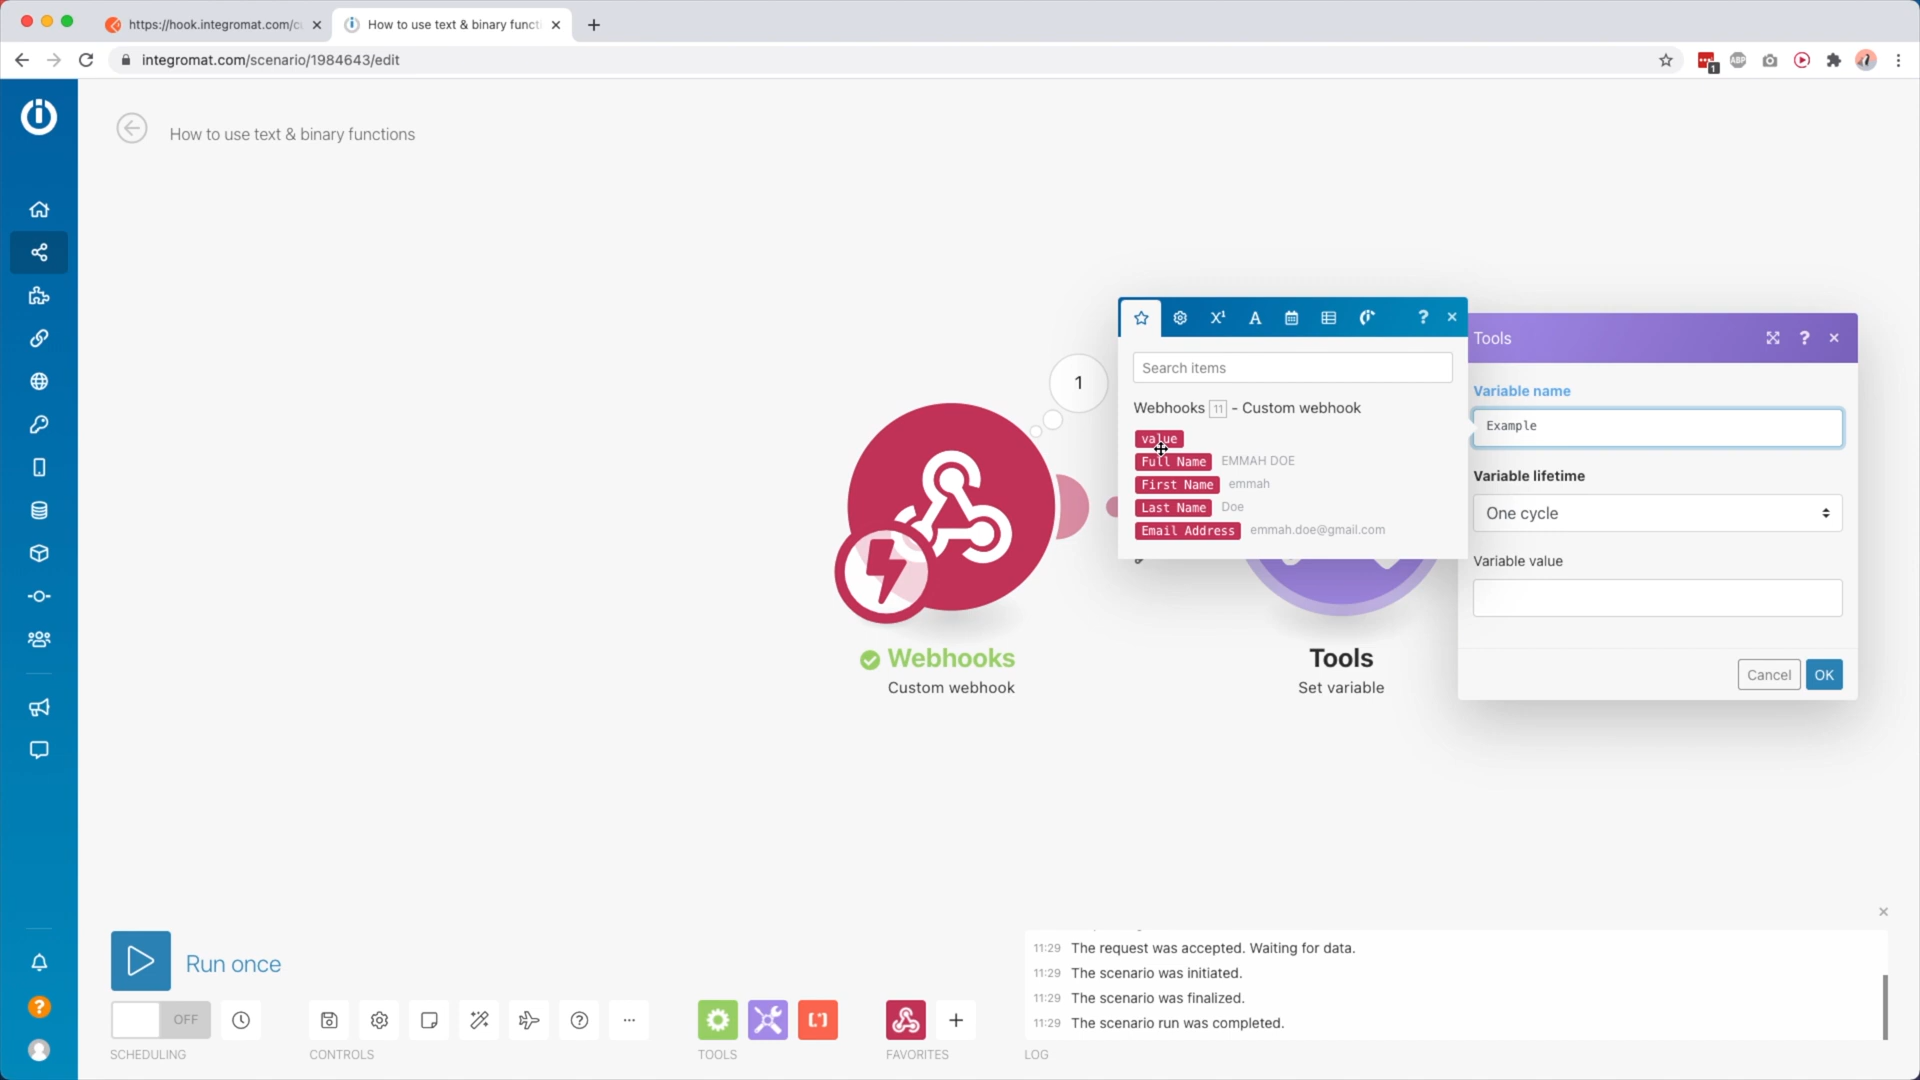 https://hook.integromat.com/c
How to use text & binary functi
integromat.com/scenario/1984643/edit
1
ABP
How to use text & binary functions
1
Search items
Webhooks 11 - Custom webhook
value
Full Name EMMAH DOE
First Name emmah
Last Name Doe
Email Address emmah.doe@gmail.com
Tools
Variable name
Example
Variable lifetime
One cycle
Variable value
Cancel OK
Webhooks
Custom webhook
Tools
Set variable
Run once
OFF
SCHEDULING
CONTROLS
TOOLS
FAVORITES
11:29 The request was accepted. Waiting for data.
11:29 The scenario was initiated.
11:29 The scenario was finalized.
11:29 The scenario run was completed.
LOG